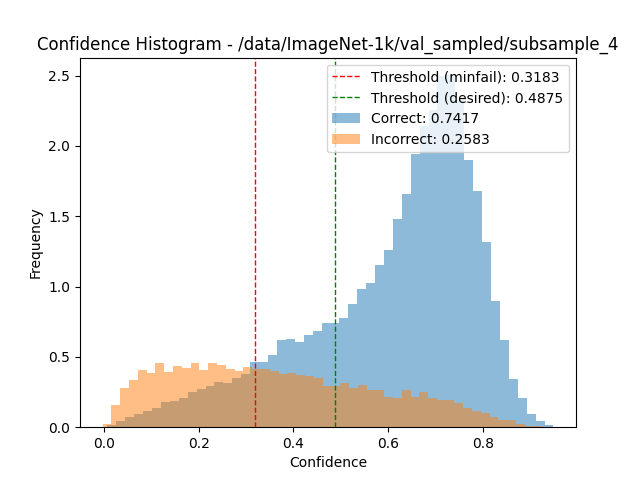 Confidence Histogram - /data/ImageNet-1k/val_sampled/subsample_4
Threshold (minfail): 0.3183
Threshold (desired): 0.4875
Correct: 0.7417
Incorrect: 0.2583
2.5
2.0
1.5
1.0
0.5
0.0
Frequency
0.0 0.2 0.4 0.6 0.8
Confidence